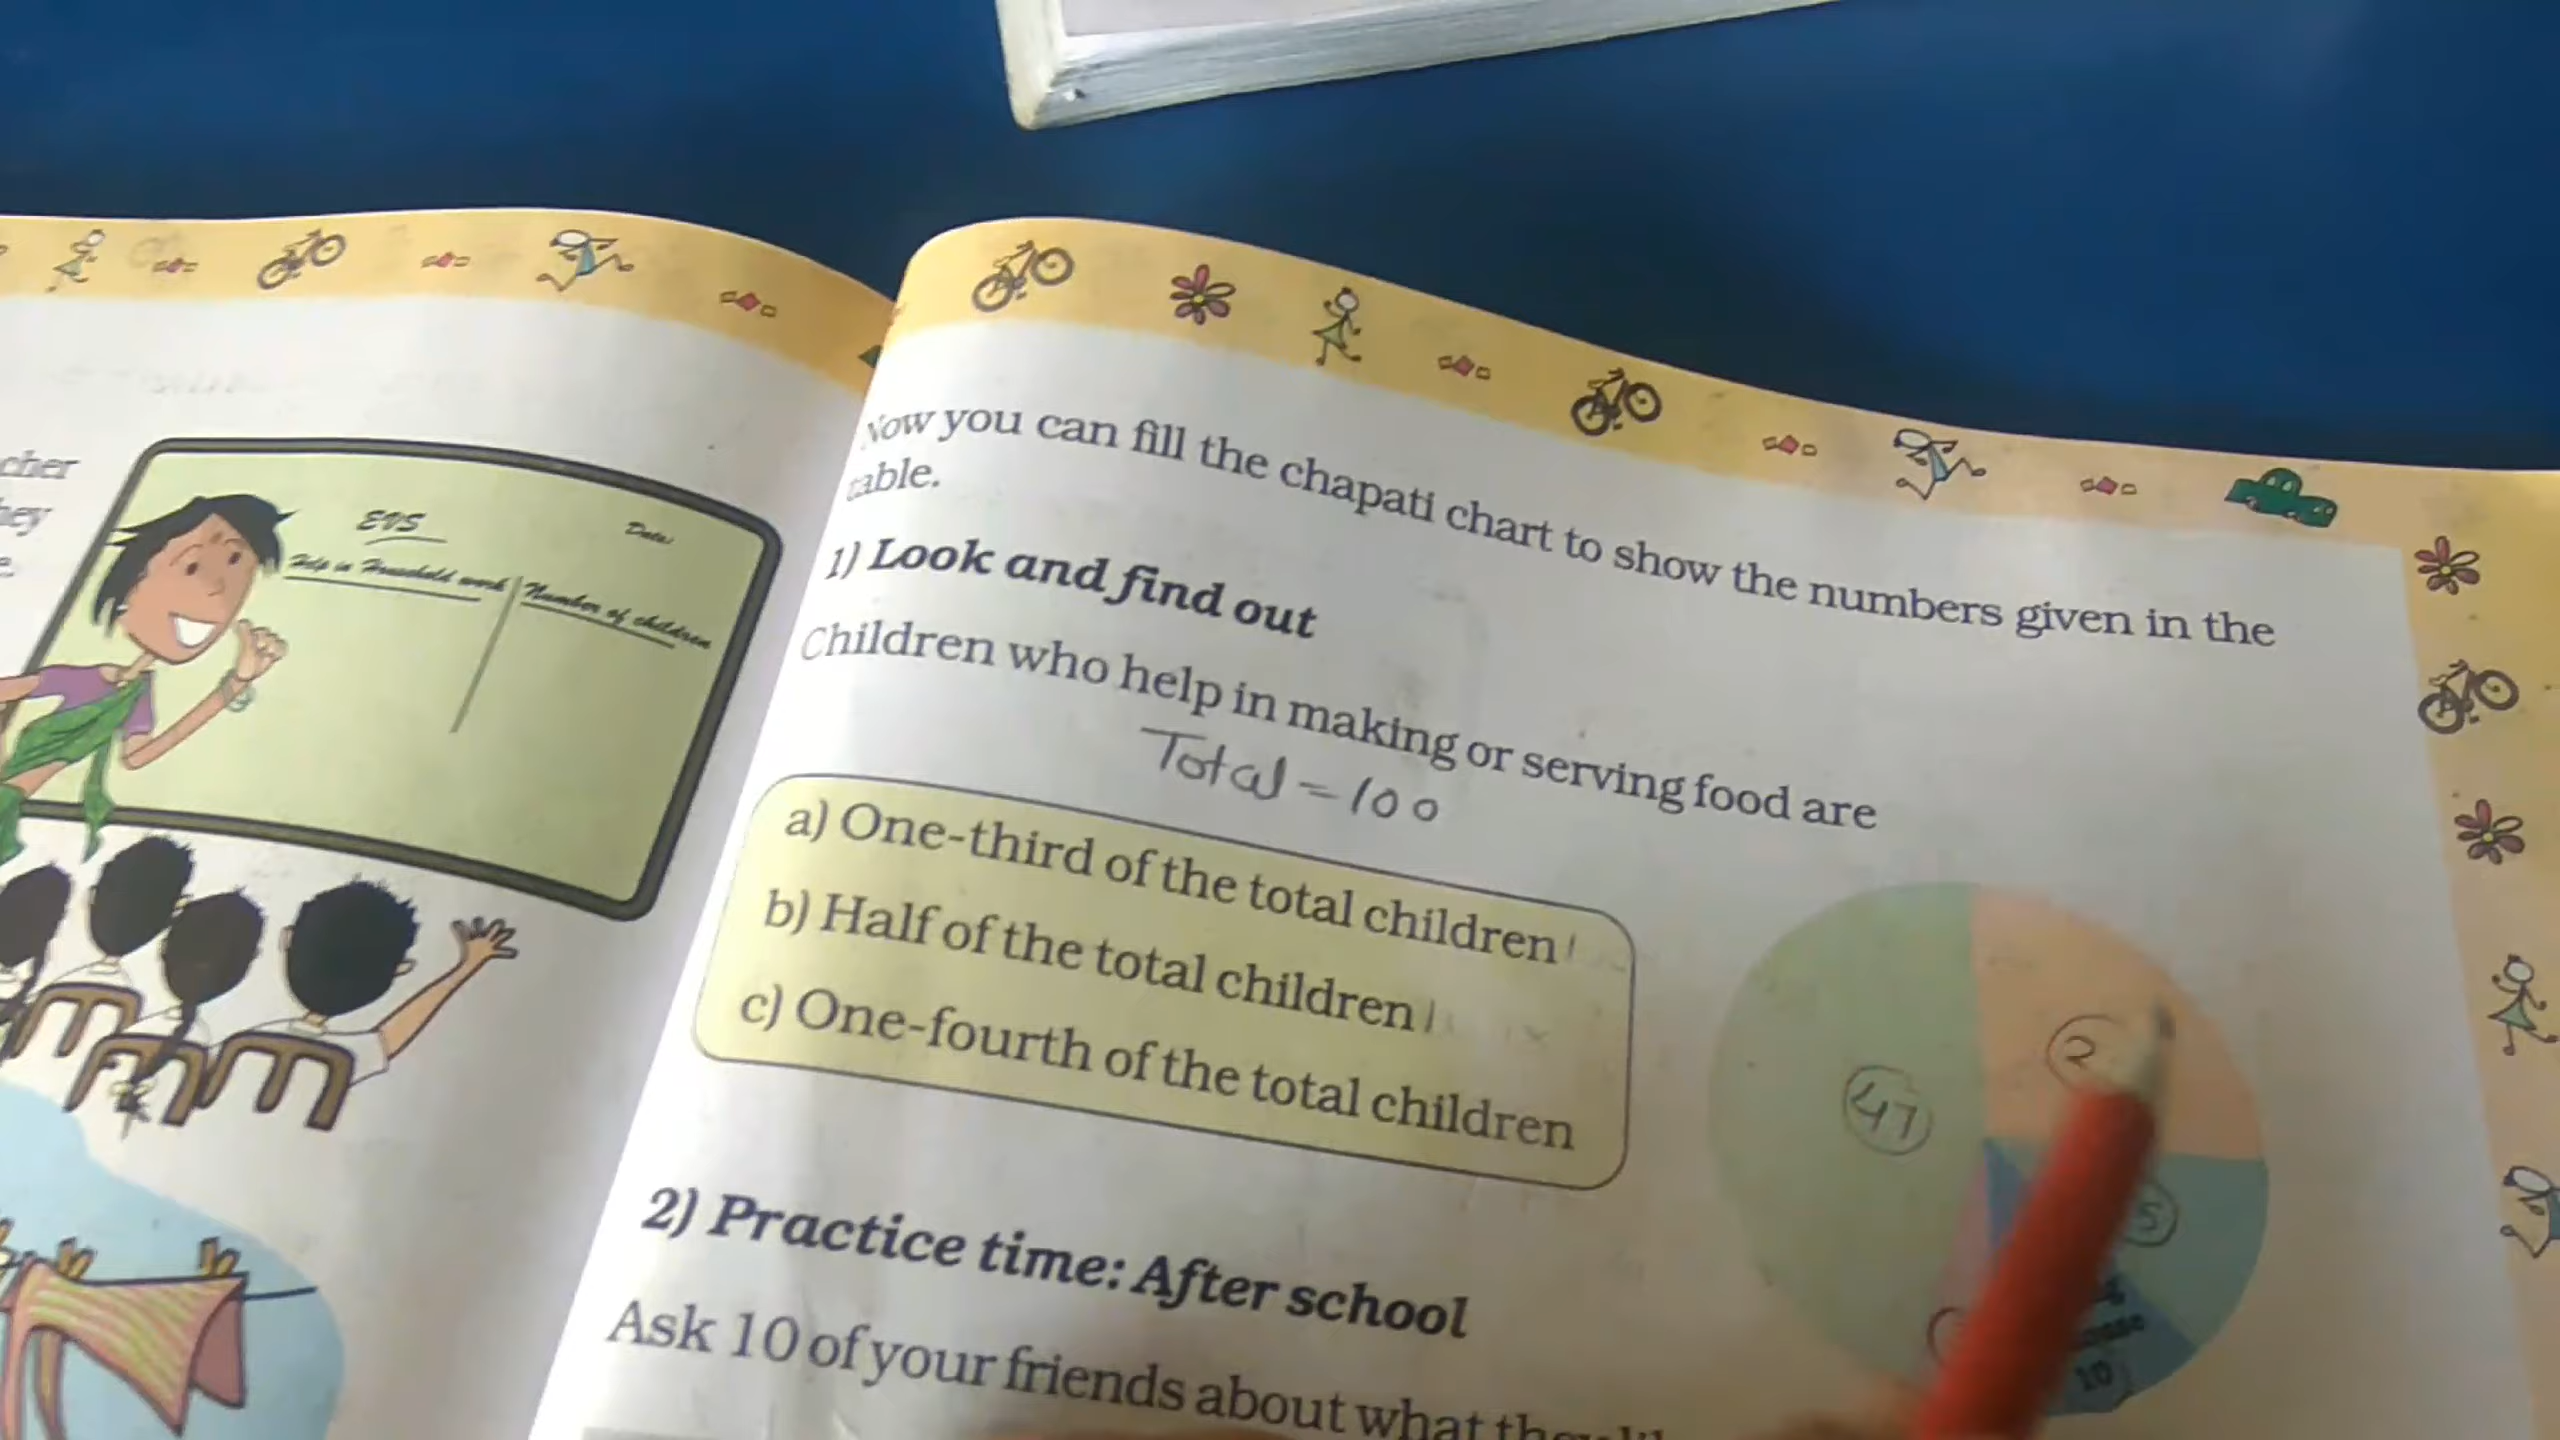 cher
hey
EVS
Date:
Help in Household work
Number of children
Now you can fill the chapati chart to show the numbers given in the
table.
1) Look and find out
Children who help in making or serving food are
Total = 100
a) One-third of the total children
b) Half of the total children
c) One-fourth of the total children
47
2
5
10
2) Practice time: After school
Ask 10 of your friends about what